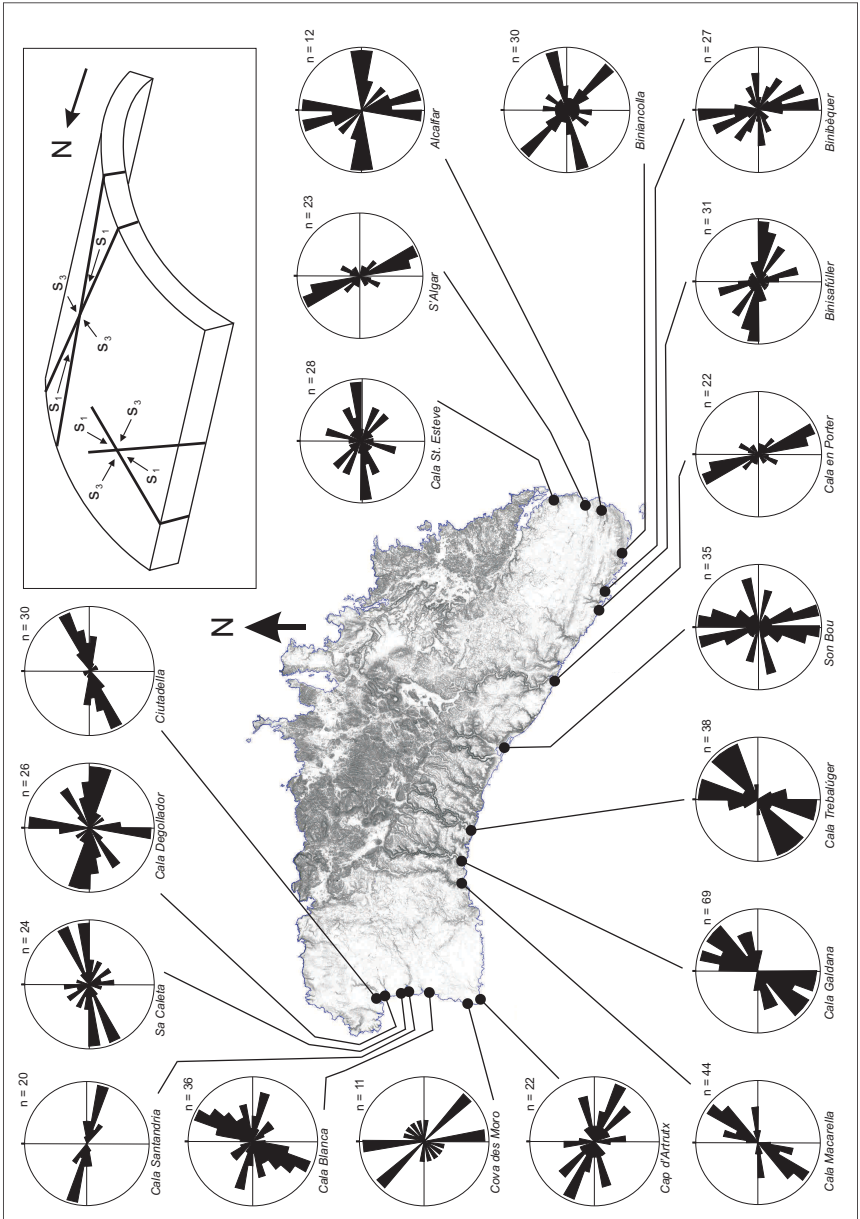 n = 20
Cala Santandria
n = 24
Sa Caleta
n = 26
Cala Degollador
n = 30
Ciutadella
N
S1
S3
S1
S3
S1
S3
S3
S1
N
n = 36
Cala Blanca
n = 28
Cala St. Esteve
n = 23
S'Algar
n = 12
Alcalfar
n = 11
Cova des Moro
n = 30
Biniancolla
n = 22
Cap d'Artrutx
n = 44
Cala Macarella
n = 69
Cala Galdana
n = 38
Cala Trebalúger
n = 35
Son Bou
n = 22
Cala en Porter
n = 31
Binisafúller
n = 27
Binibèquer